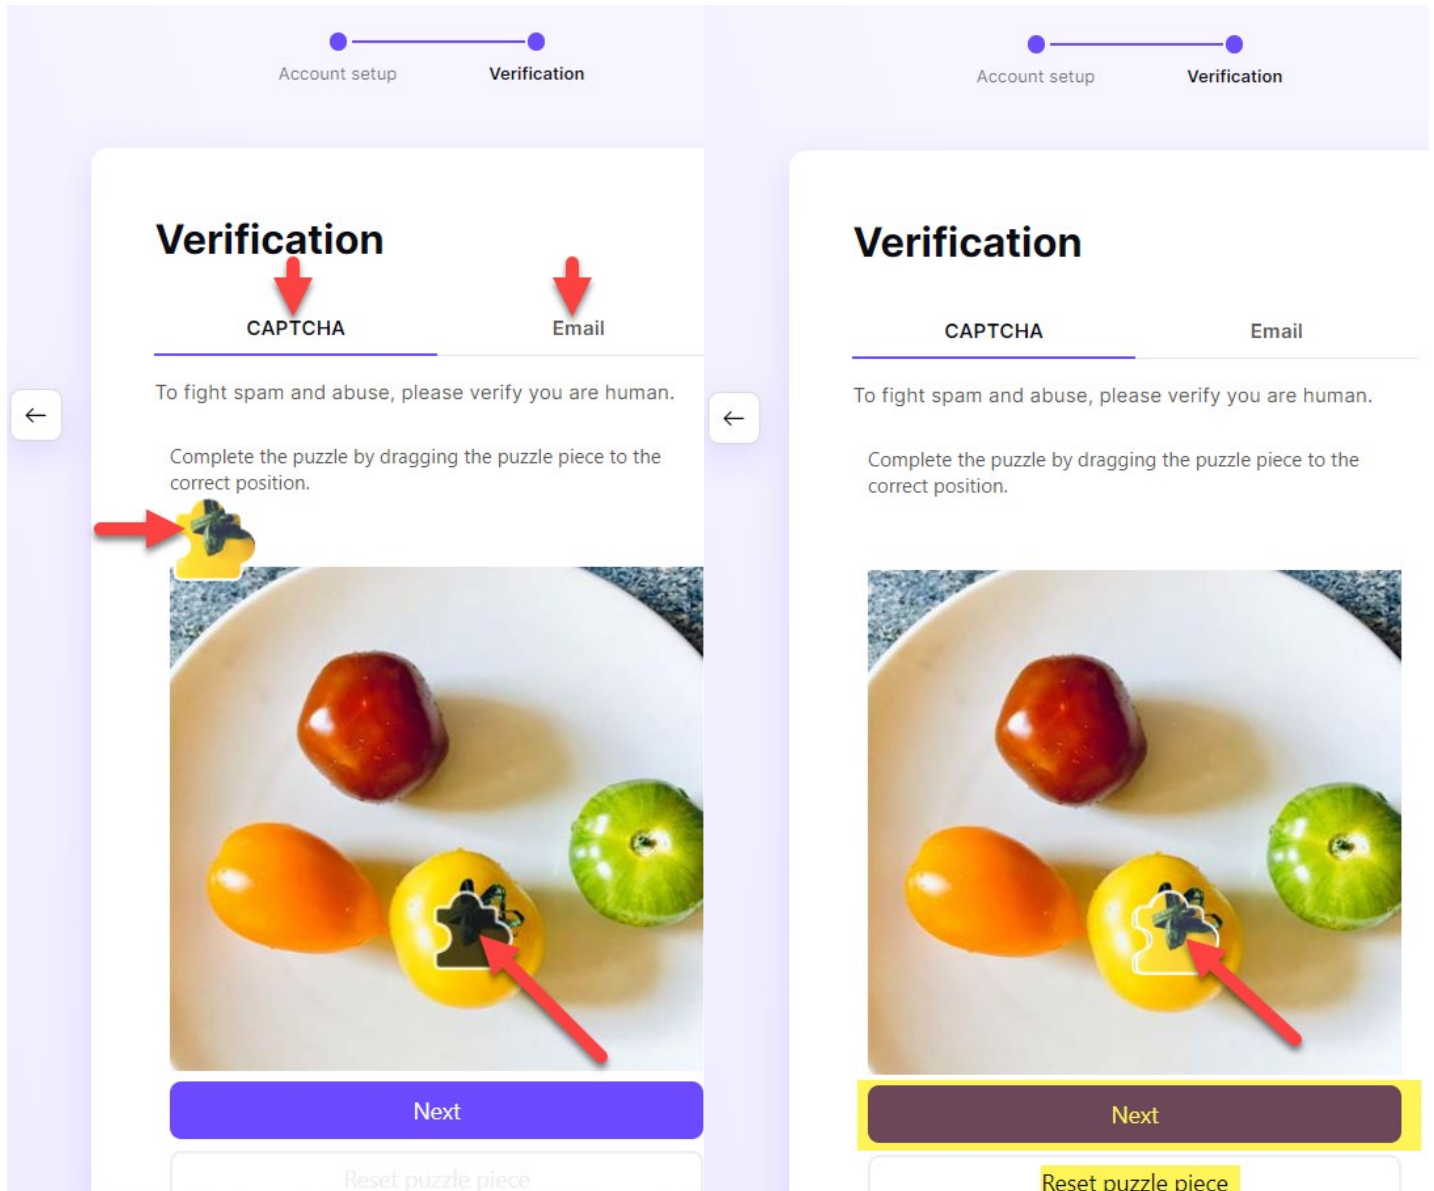 Account setup Verification
Verification
CAPTCHA Email
To fight spam and abuse, please verify you are human.
Complete the puzzle by dragging the puzzle piece to the
correct position.
Next
Reset puzzle piece
Account setup Verification
Verification
CAPTCHA Email
To fight spam and abuse, please verify you are human.
Complete the puzzle by dragging the puzzle piece to the
correct position.
Next
Reset puzzle piece